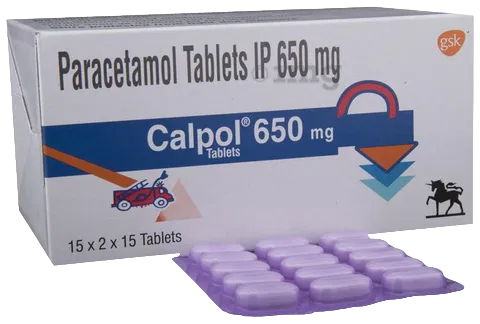 gsk
Paracetamol Tablets IP 650 mg
Calpol® 650 mg
Tablets
15 x 2 x 15 Tablets